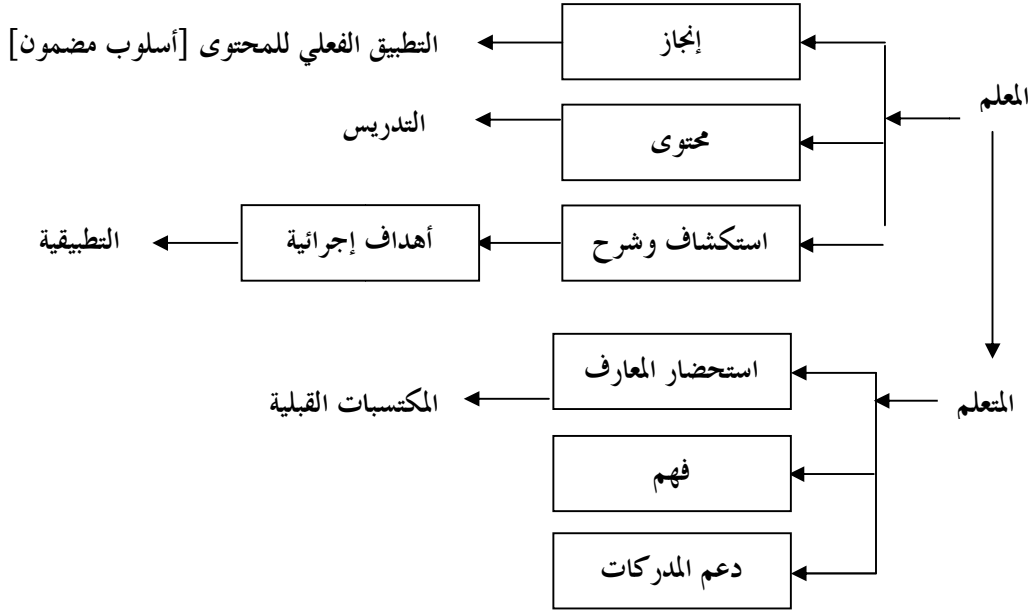 المعلم
إنجاز
التطبيق الفعلي للمحتوى [أسلوب مضمون]
محتوى
التدريس
استكشاف وشرح
أهداف إجرائية
التطبيقية
المتعلم
استحضار المعارف
المكتسبات القبلية
فهم
دعم المدركات